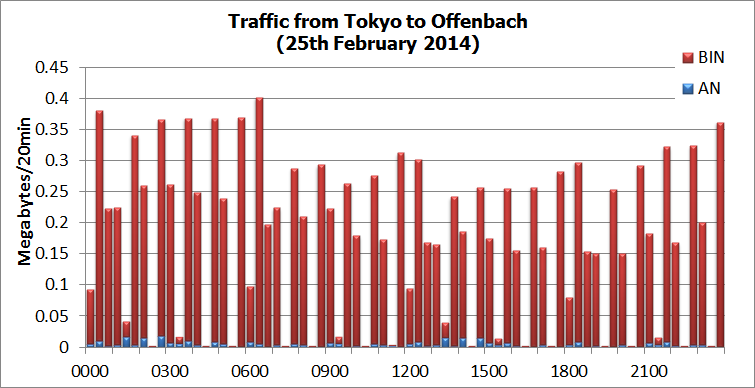 Traffic from Tokyo to Offenbach
(25th February 2014)
BIN
AN
Megabytes/20min
0.45
0.4
0.35
0.3
0.25
0.2
0.15
0.1
0.05
0
0000 0300 0600 0900 1200 1500 1800 2100